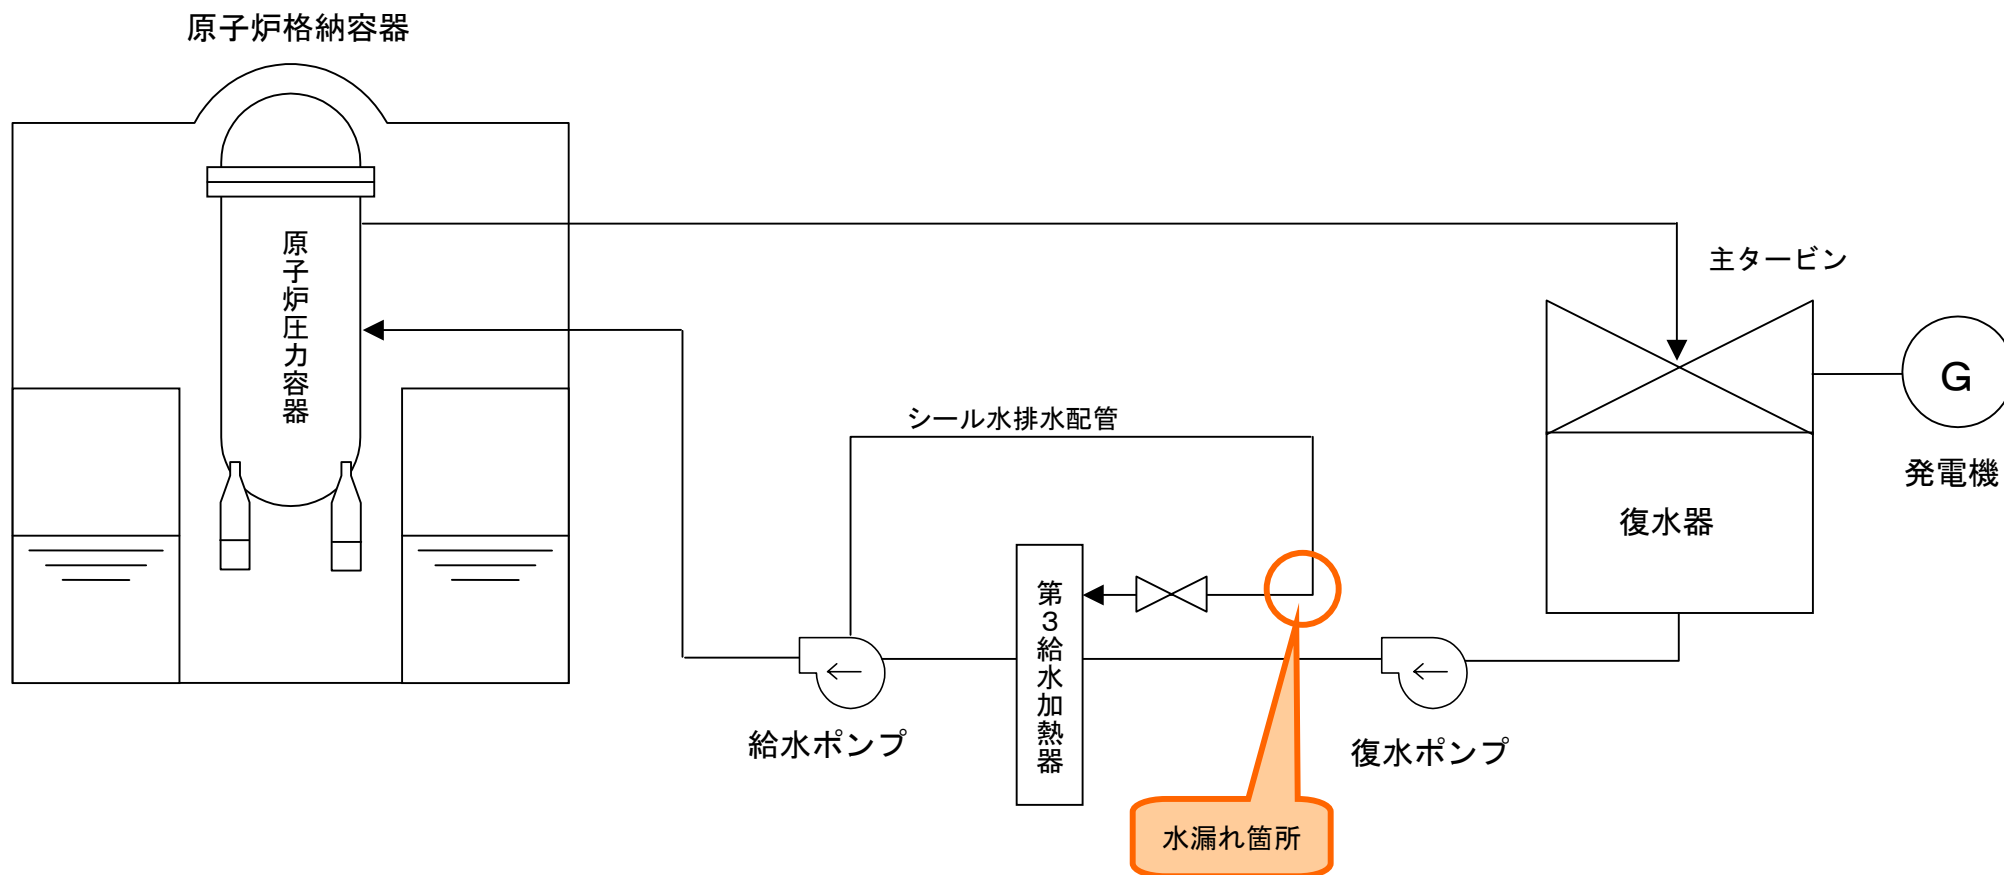 原子炉格納容器
原子炉圧力容器
主タービン
G
発電機
シール水排水配管
復水器
第3給水加熱器
給水ポンプ
復水ポンプ
水漏れ箇所